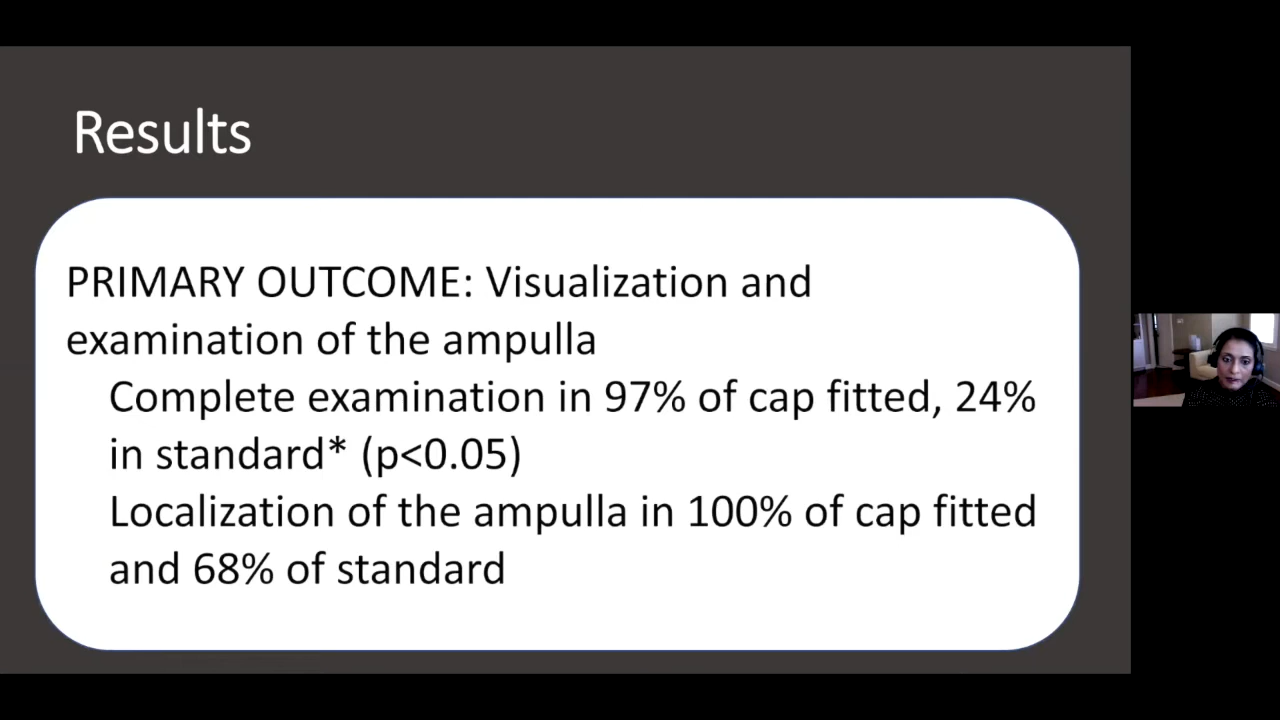 Results
PRIMARY OUTCOME: Visualization and
examination of the ampulla
Complete examination in 97% of cap fitted, 24%
in standard* (p<0.05)
Localization of the ampulla in 100% of cap fitted
and 68% of standard